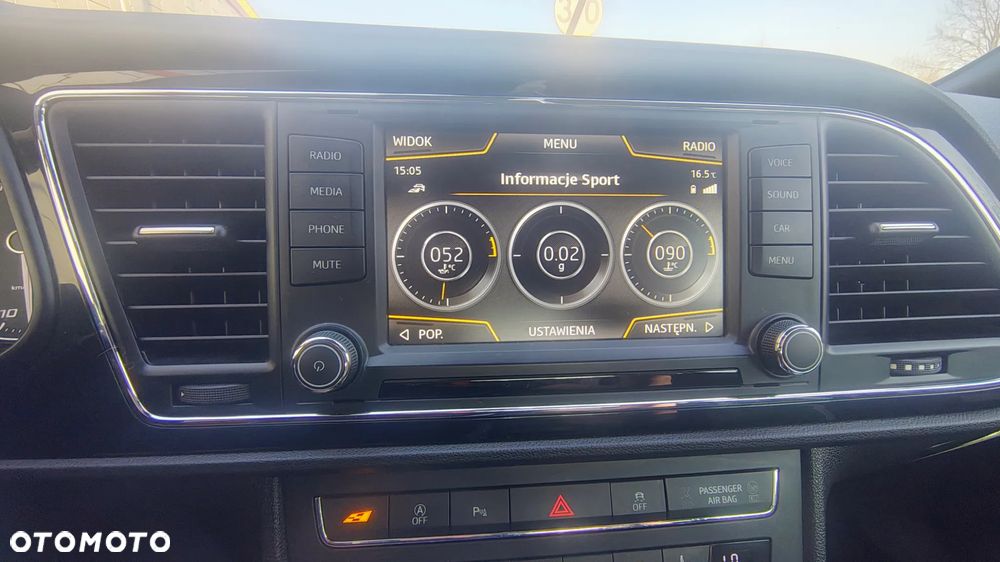 30
WIDOK
MENU
RADIO
15:05
16.5°C
Informacje Sport
052
°C
0.02
g
090
°C
POP.
USTAWIENIA
NASTĘPN.
RADIO
MEDIA
PHONE
MUTE
VOICE
SOUND
CAR
MENU
OFF
P
OFF
PASSENGER
AIR BAG
OTOMOTO